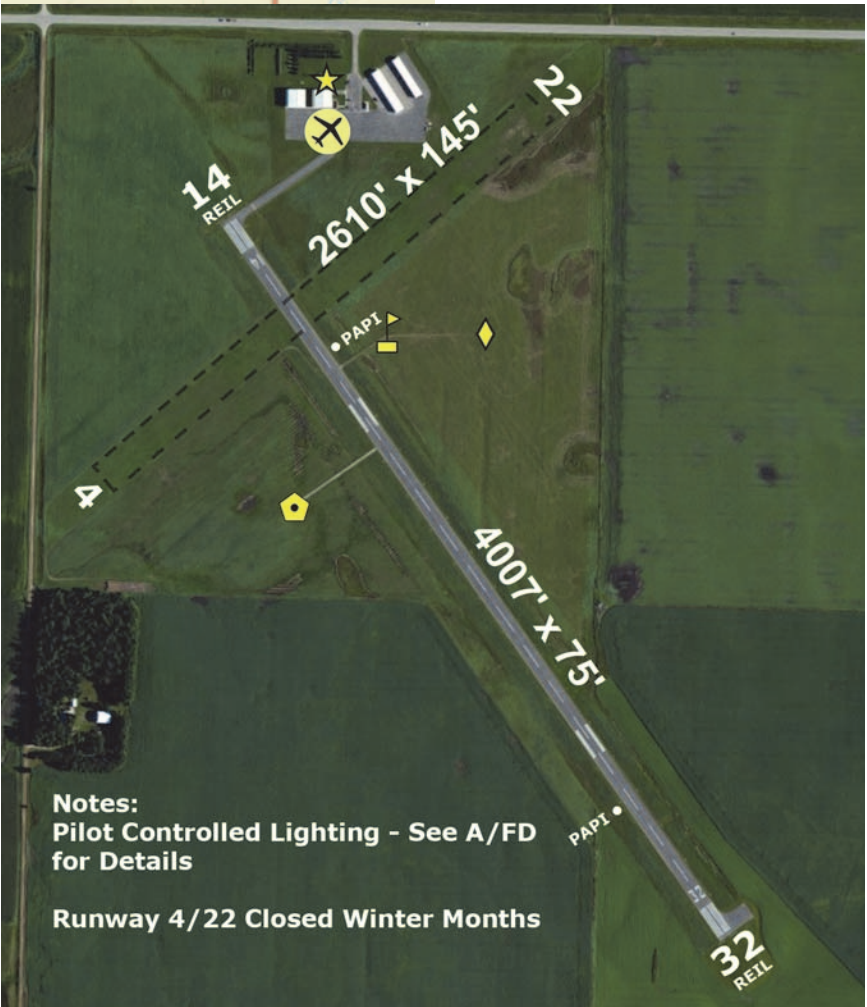 22
2610' x 145'
14
REIL
PAPI
4
4007' x 75'
Notes:
Pilot Controlled Lighting - See A/FD
for Details
PAPI
Runway 4/22 Closed Winter Months
32
32
REIL